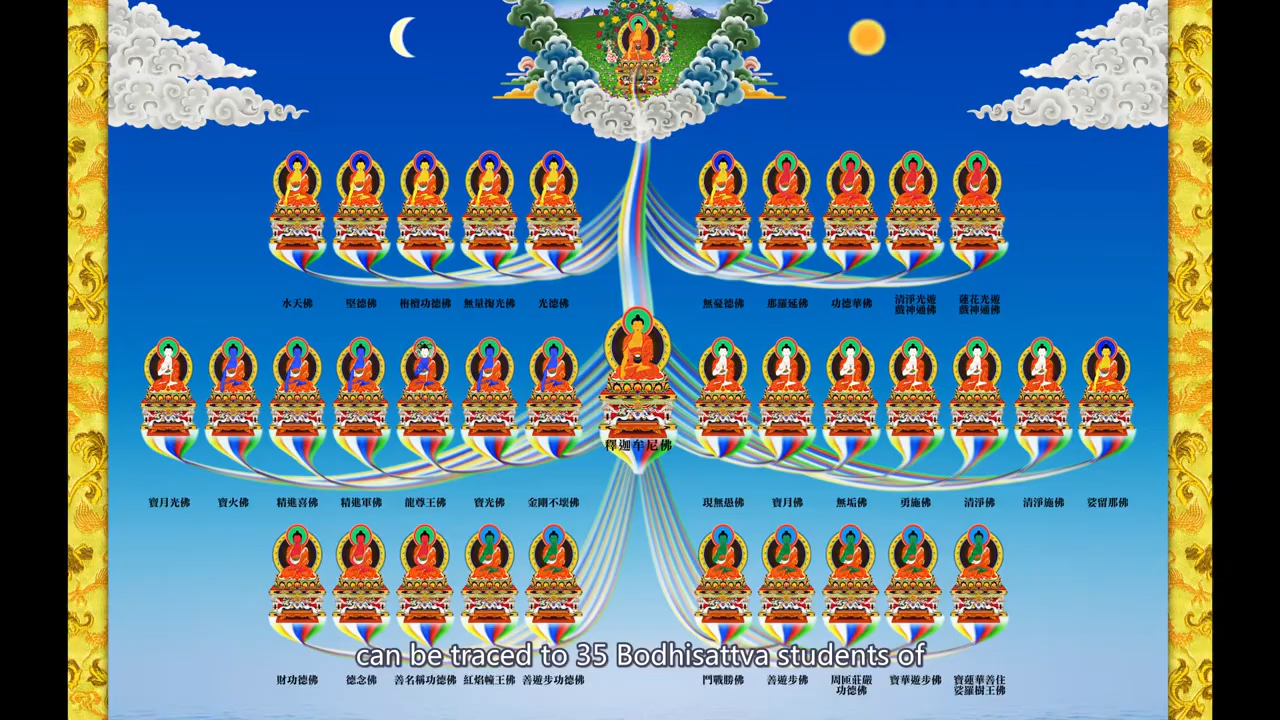 水天佛
堅德佛
栴檀功德佛
無量掬光佛
光德佛
無憂德佛
那羅延佛
功德華佛
清淨光遊
戲神通佛
蓮花光遊
戲神通佛
釋迦牟尼佛
寶月光佛
寶火佛
精進喜佛
精進軍佛
龍尊王佛
寶光佛
金剛不壞佛
現無愚佛
寶月佛
無垢佛
勇施佛
清淨佛
清淨施佛
娑留那佛
can be traced to 35 Bodhisattva students of
財功德佛
德念佛
善名稱功德佛
紅焰幢王佛
善遊步功德佛
鬥戰勝佛
善遊步佛
周匝莊嚴
功德佛
寶華遊步佛
寶蓮華善住
娑羅樹王佛